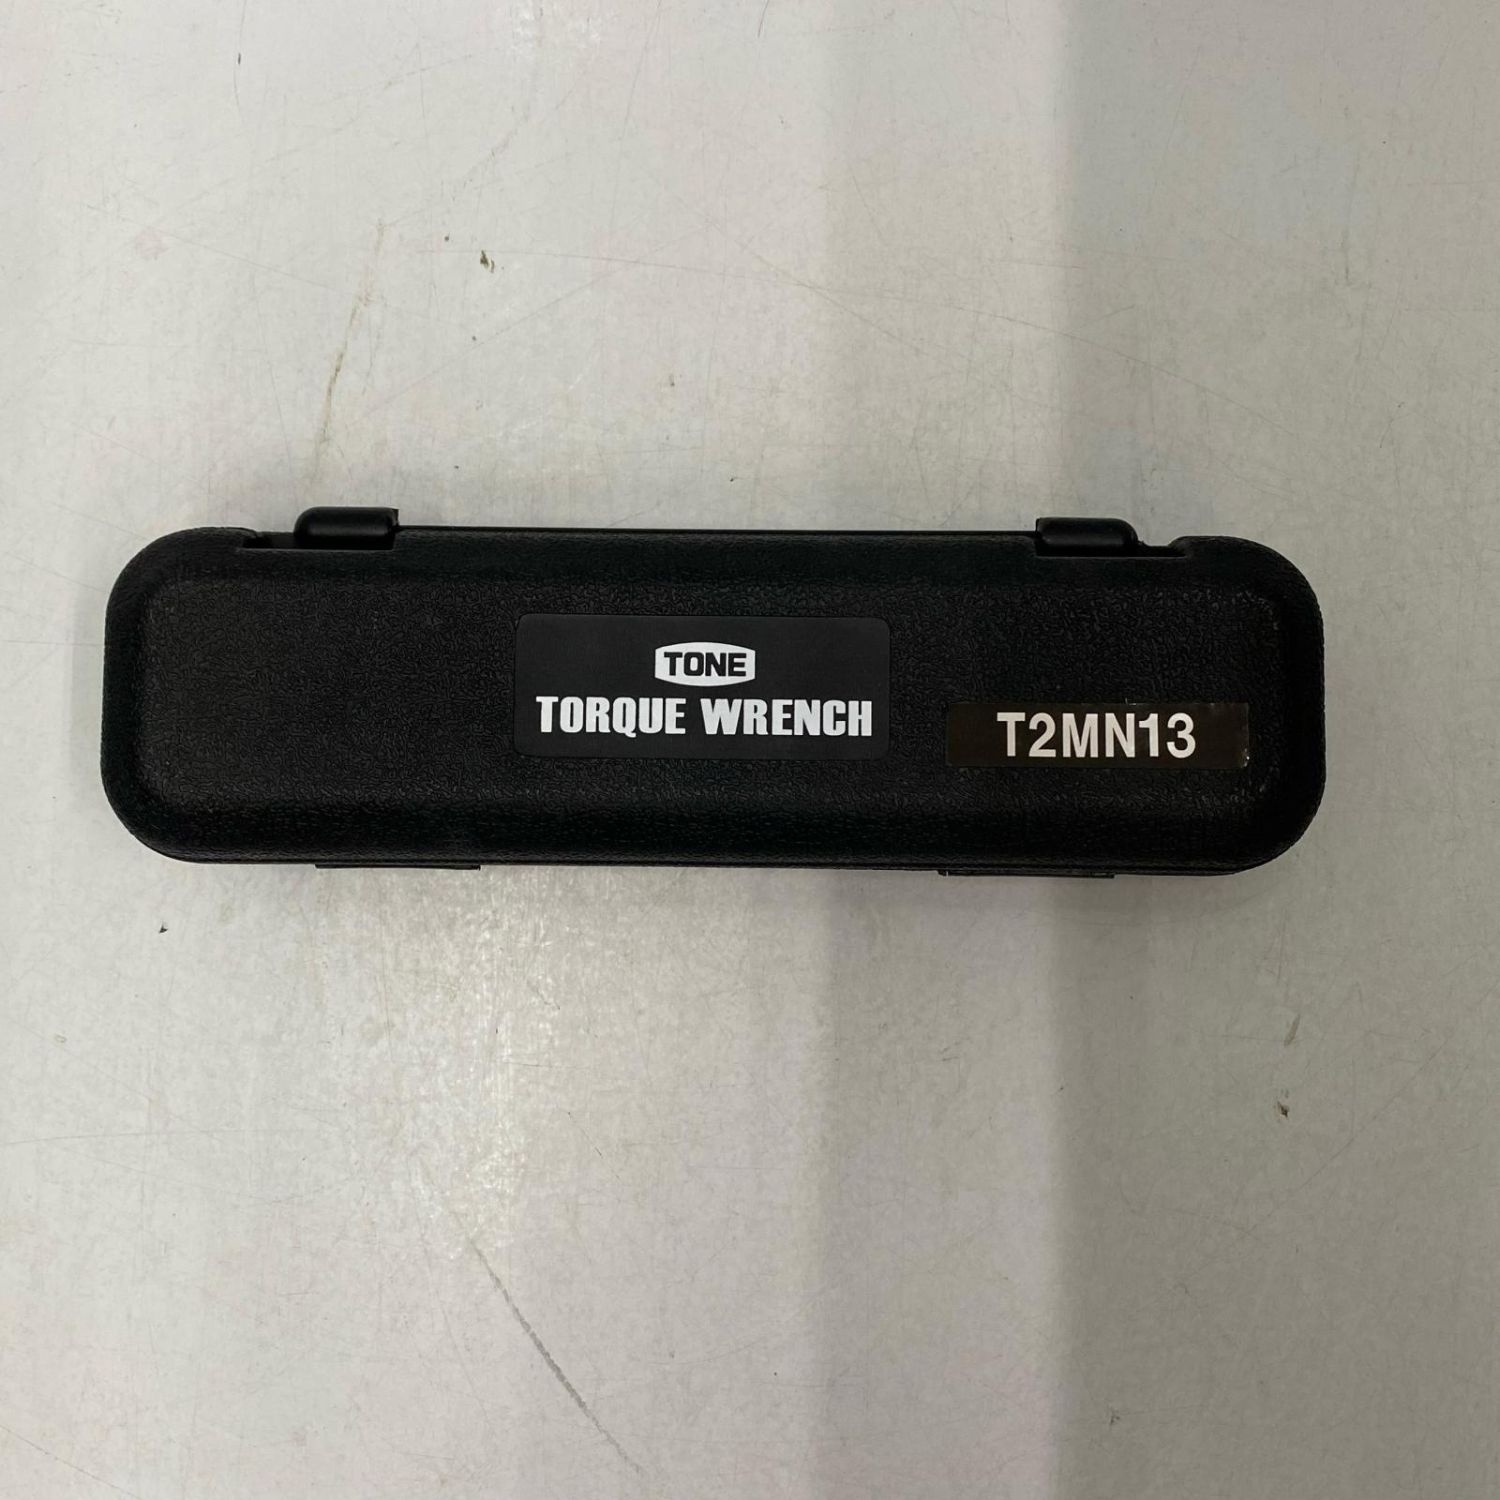 TONE
TORQUE WRENCH
T2MN13